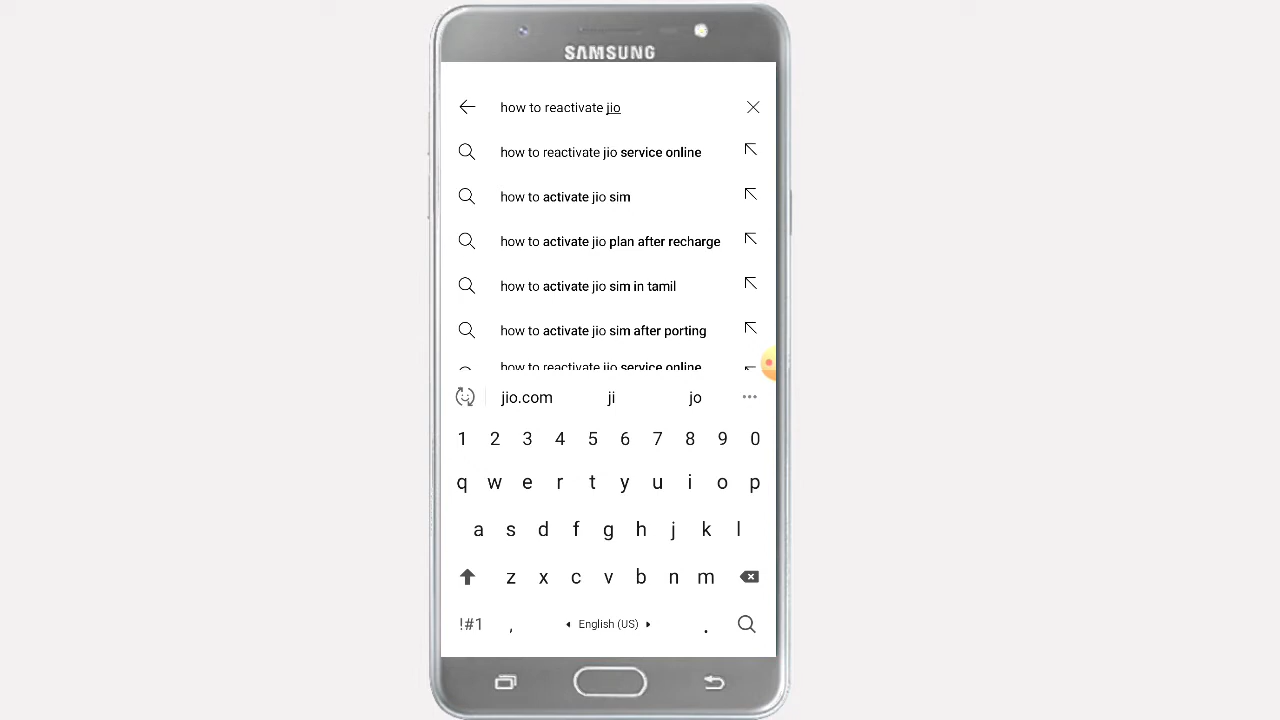 SAMSUNG
how to reactivate jio
how to reactivate jio service online
how to activate jio sim
how to activate jio plan after recharge
how to activate jio sim in tamil
how to activate jio sim after porting
how to reactivate jio service online
jio.com ji jo
1 2 3 4 5 6 7 8 9 0
q w e r t y u i o p
a s d f g h j k l
z x c v b n m
!#1 , English (US) .